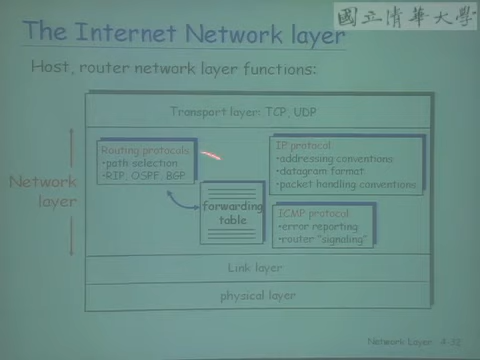 國立清華大學
The Internet Network layer
Host, router network layer functions:
Transport layer: TCP, UDP
Network
layer
Routing protocols
•path selection
•RIP, OSPF, BGP
forwarding
table
IP protocol
•addressing conventions
•datagram format
•packet handling conventions
ICMP protocol
•error reporting
•router "signaling"
Link layer
physical layer
Network Layer 4-32